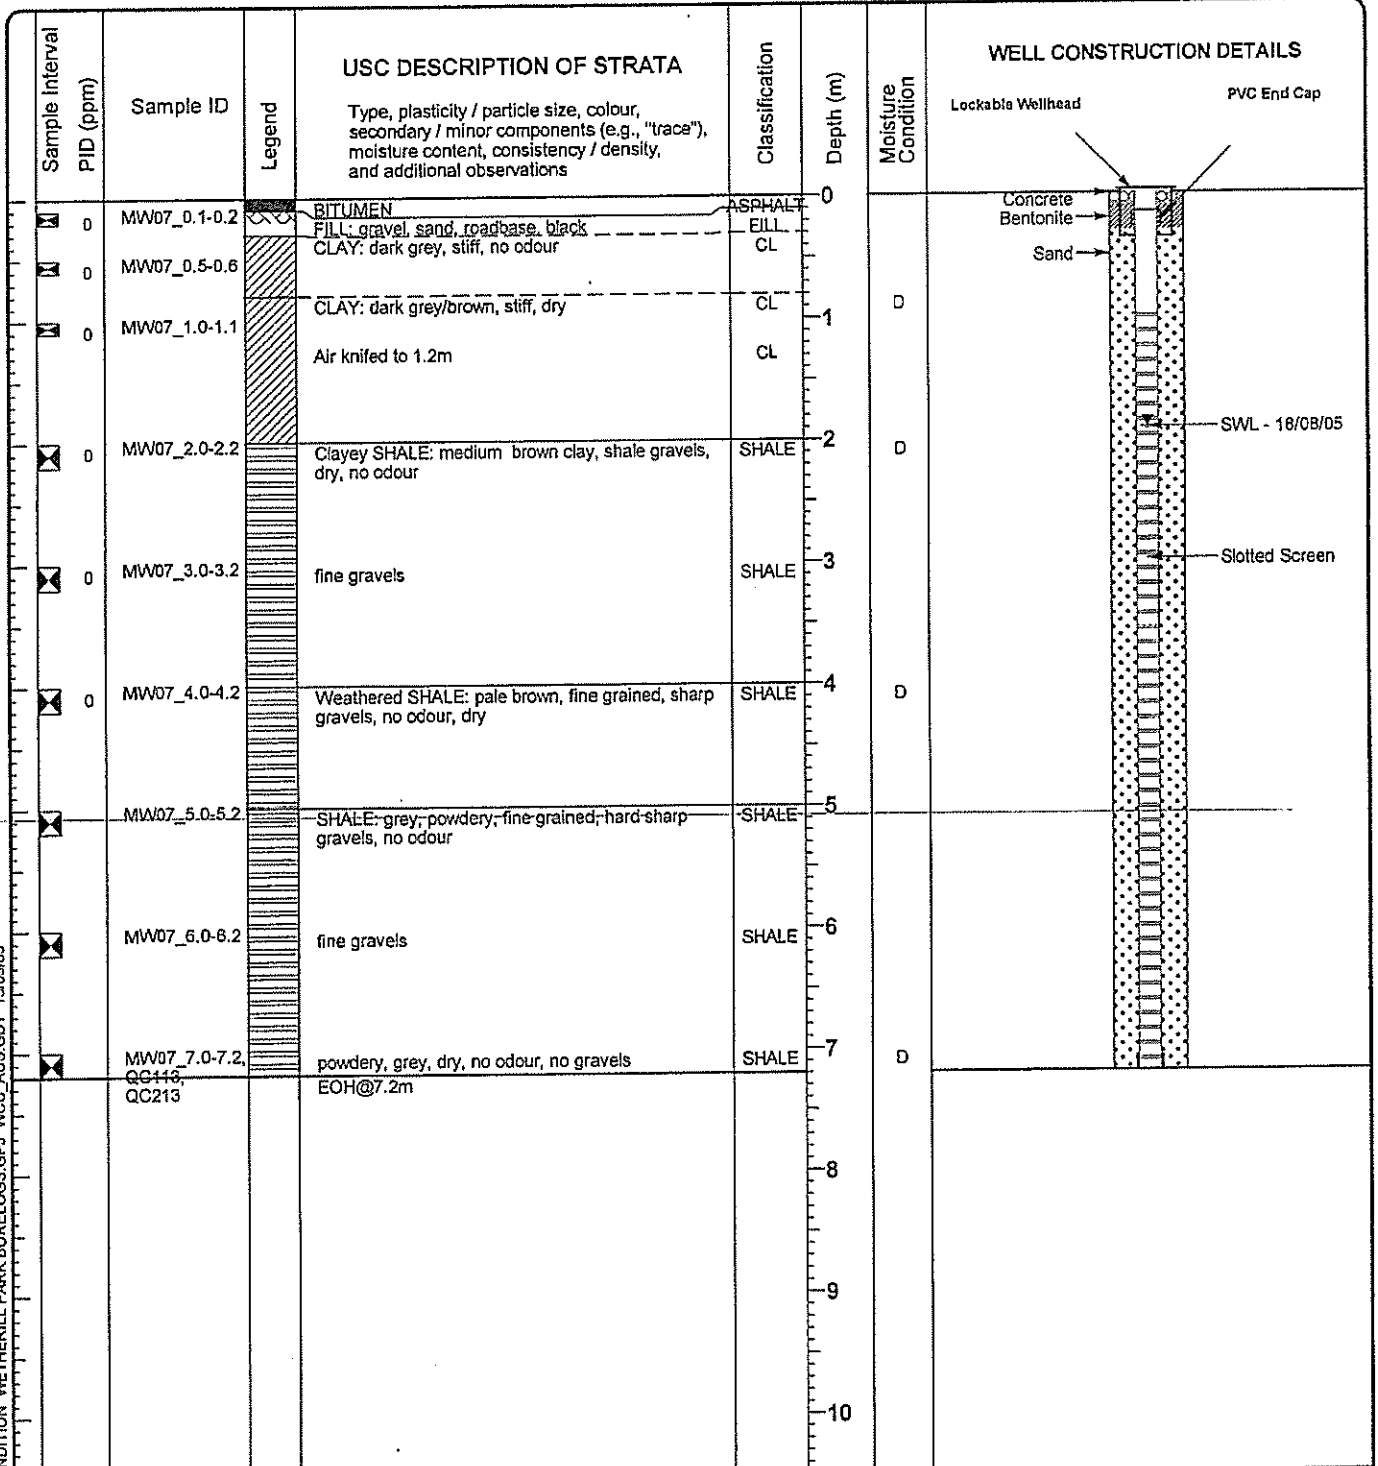 Sample Interval
PID (ppm)
Sample ID
Legend
USC DESCRIPTION OF STRATA
Type, plasticity / particle size, colour,
secondary / minor components (e.g., "trace"),
moisture content, consistency / density,
and additional observations
Classification
Depth (m)
Moisture
Condition
WELL CONSTRUCTION DETAILS
Lockable Wellhead
PVC End Cap
0
Concrete
Bentonite
Sand
0 MW07_0.1-0.2 BITUMEN ASPHALT
FILL: gravel, sand, roadbase, black FILL
CLAY: dark grey, stiff, no odour CL
0 MW07_0.5-0.6
CLAY: dark grey/brown, stiff, dry CL D
1
0 MW07_1.0-1.1
Air knifed to 1.2m CL
SWL - 18/08/05
2
0 MW07_2.0-2.2 Clayey SHALE: medium brown clay, shale gravels, SHALE D
dry, no odour
Slotted Screen
3
0 MW07_3.0-3.2 fine gravels SHALE
4
0 MW07_4.0-4.2 Weathered SHALE: pale brown, fine grained, sharp SHALE D
gravels, no odour, dry
5
MW07_5.0-5.2 SHALE: grey, powdery, fine grained, hard sharp SHALE
gravels, no odour
6
MW07_6.0-6.2 fine gravels SHALE
7
MW07_7.0-7.2, powdery, grey, dry, no odour, no gravels SHALE D
QC113,
QC213
EOH@7.2m
8
9
10
WETHERILL PARK BORELOGS.GPJ